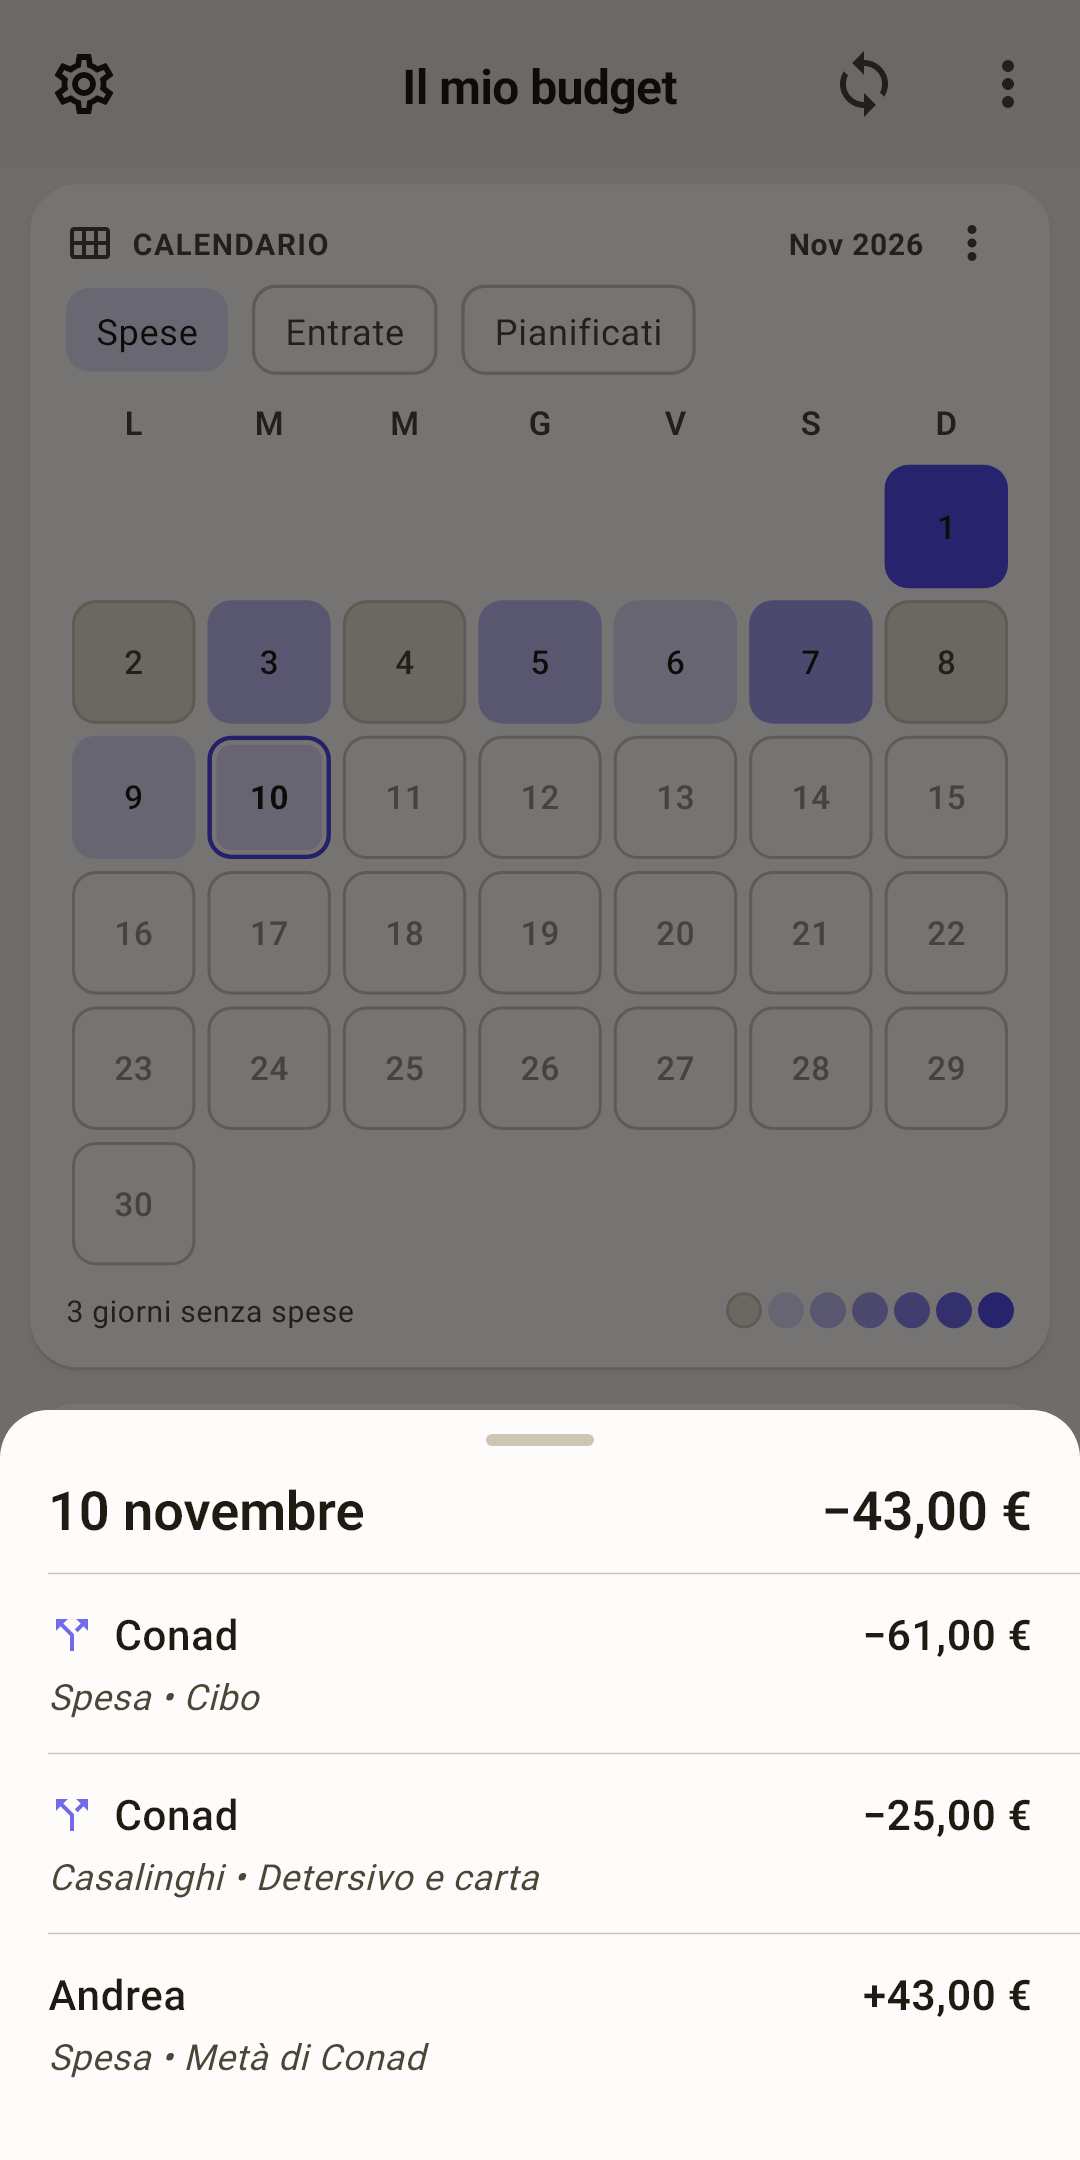 Il mio budget
CALENDARIO Nov 2026
Spese Entrate Pianificati
L M M G V S D
1
2 3 4 5 6 7 8
9 10 11 12 13 14 15
16 17 18 19 20 21 22
23 24 25 26 27 28 29
30
3 giorni senza spese
10 novembre −43,00 €
Conad −61,00 €
Spesa • Cibo
Conad −25,00 €
Casalinghi • Detersivo e carta
Andrea +43,00 €
Spesa • Metà di Conad